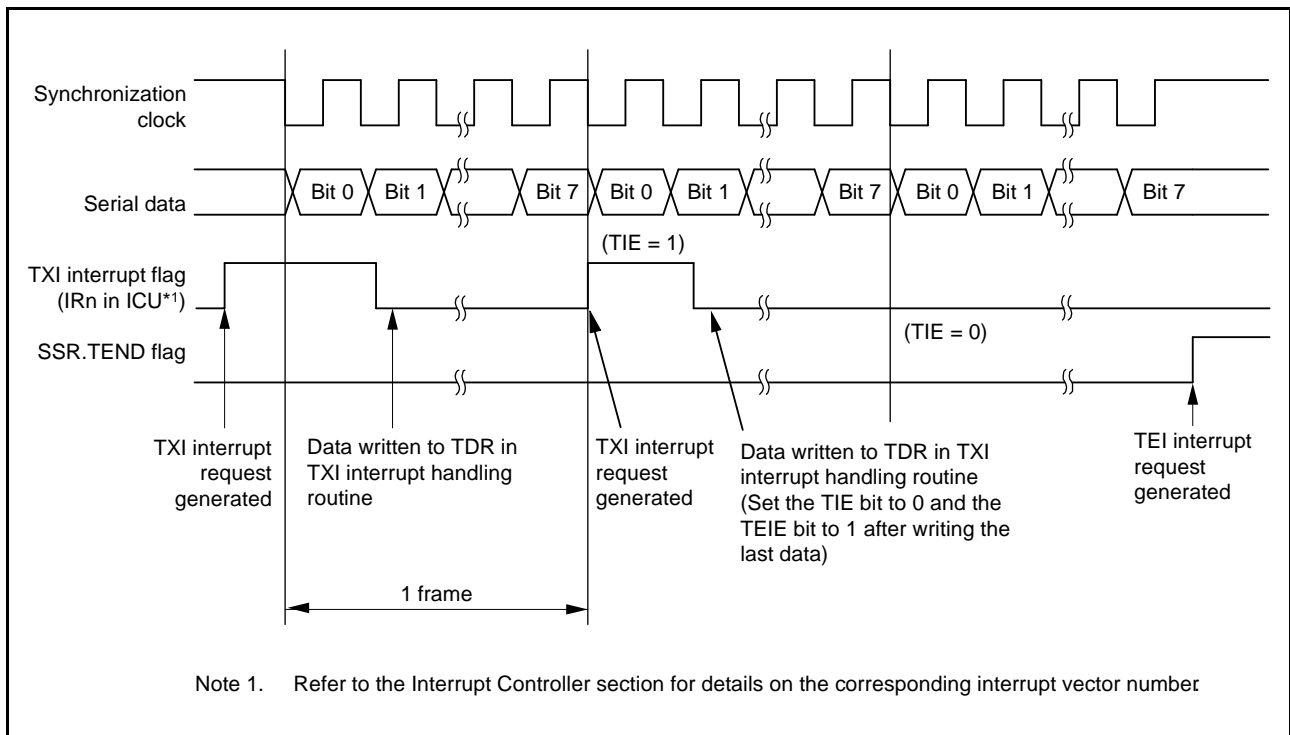 Synchronization
clock
Serial data
Bit 0 Bit 1 Bit 7 Bit 0 Bit 1 Bit 7 Bit 0 Bit 1 Bit 7
(TIE = 1)
TXI interrupt flag
(IRn in ICU*1)
(TIE = 0)
SSR.TEND flag
TXI interrupt
request
generated
Data written to TDR in
TXI interrupt handling
routine
TXI interrupt
request
generated
Data written to TDR in TXI
interrupt handling routine
(Set the TIE bit to 0 and the
TEIE bit to 1 after writing the
last data)
TEI interrupt
request
generated
1 frame
Note 1. Refer to the Interrupt Controller section for details on the corresponding interrupt vector number.